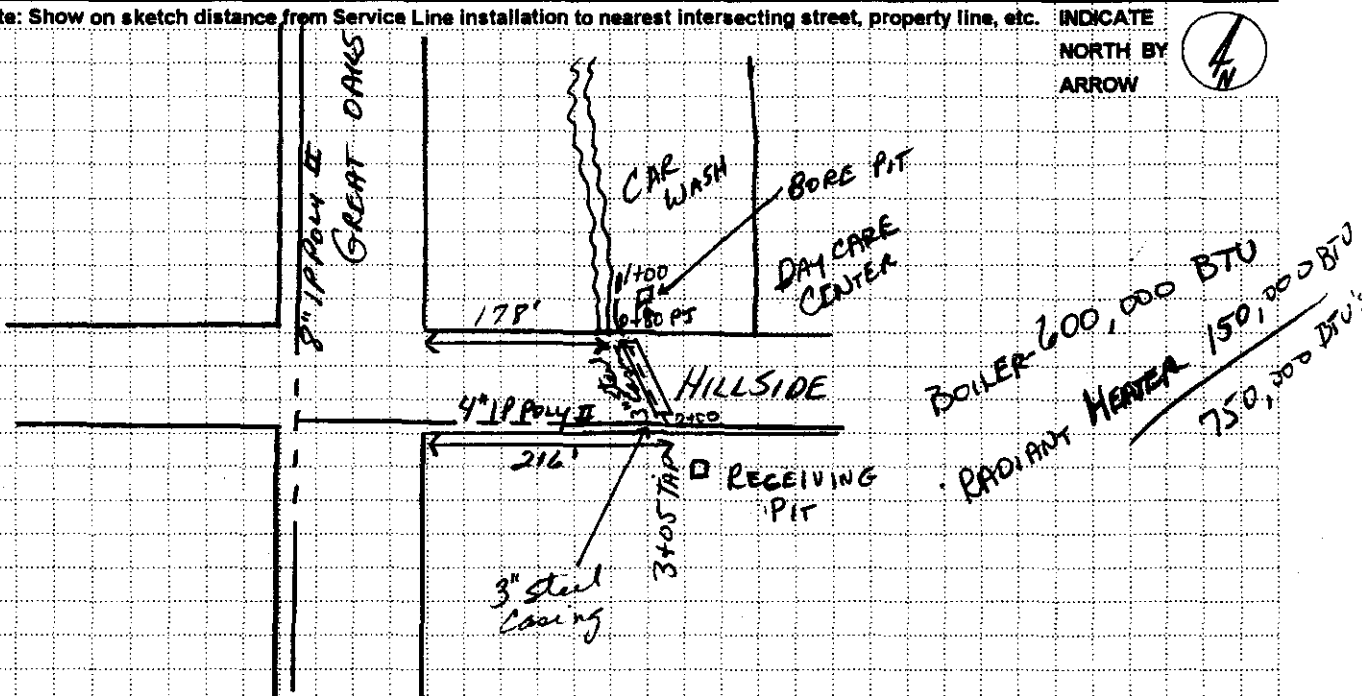 te: Show on sketch distance from Service Line installation to nearest intersecting street, property line, etc.
INDICATE
NORTH BY
ARROW
N
8" IP POLY II
GREAT OAKS
CAR
WASH
BORE PIT
DAY CARE
CENTER
1+00
0+80 PI
178'
HILLSIDE
4" IP POLY II
216'
3+05 TAP
RECEIVING
PIT
3" Steel
Casing
BOILER 600,000 BTU
RADIANT HEATER 150,000 BTU
750,000 BTU's